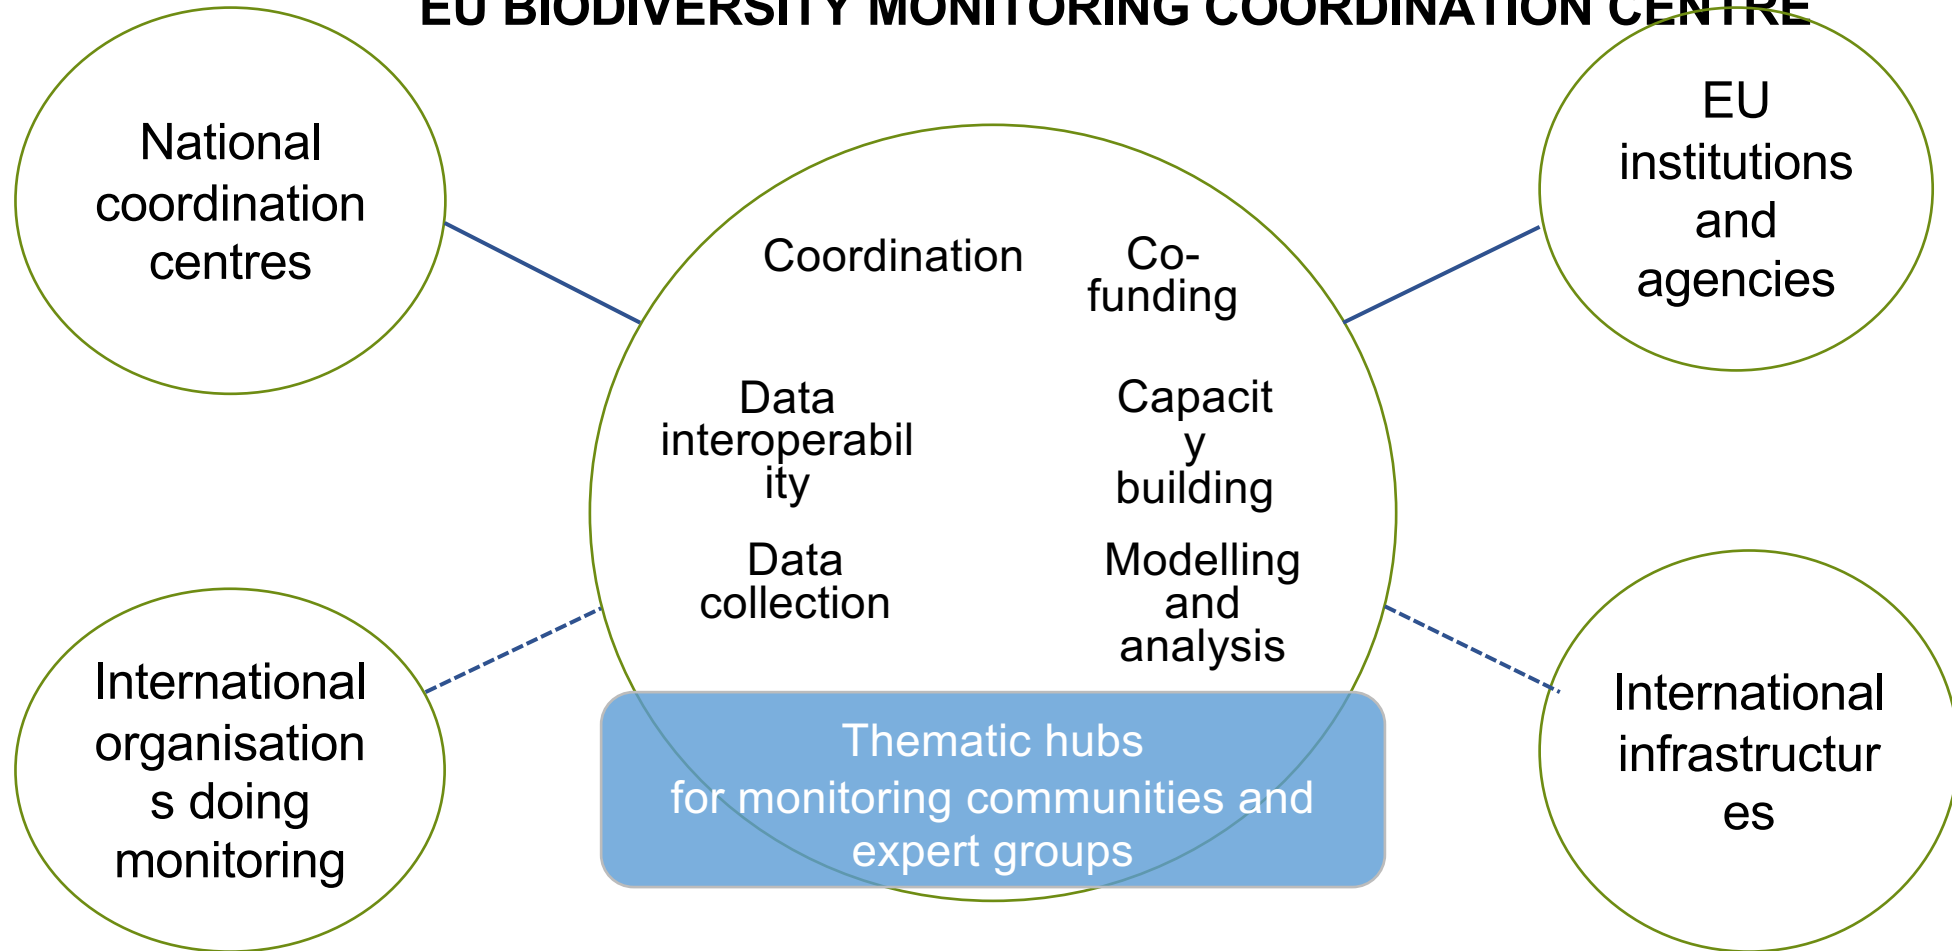 EU BIODIVERSITY MONITORING COORDINATION CENTRE
National
coordination
centres
EU
institutions
and
agencies
Coordination
Co-
funding
Data
interoperabil
ity
Capacit
y
building
Data
collection
Modelling
and
analysis
International
organisation
s doing
monitoring
International
infrastructur
es
Thematic hubs
for monitoring communities and
expert groups